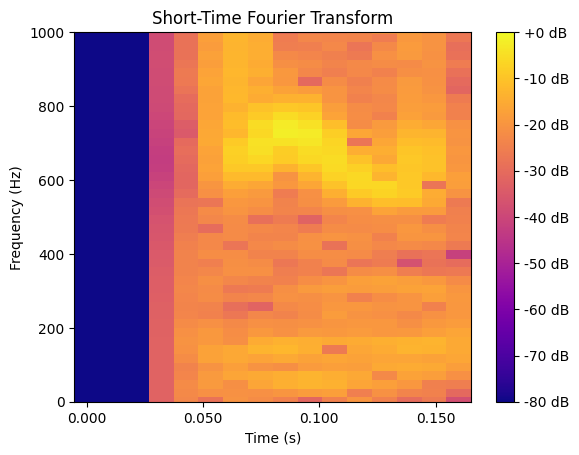 Short-Time Fourier Transform
1000
800
600
400
200
0
Frequency (Hz)
0.000
0.050
0.100
0.150
Time (s)
+0 dB
-10 dB
-20 dB
-30 dB
-40 dB
-50 dB
-60 dB
-70 dB
-80 dB